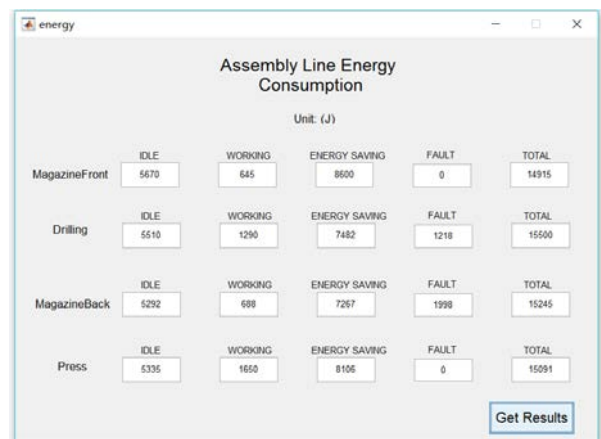 energy
Assembly Line Energy
Consumption
Unit: (J)
IDLE WORKING ENERGY SAVING FAULT TOTAL
MagazineFront 5670 645 8600 0 14915
IDLE WORKING ENERGY SAVING FAULT TOTAL
Drilling 5510 1290 7482 1218 15500
IDLE WORKING ENERGY SAVING FAULT TOTAL
MagazineBack 5292 688 7267 1998 15245
IDLE WORKING ENERGY SAVING FAULT TOTAL
Press 5335 1650 8106 0 15091
Get Results